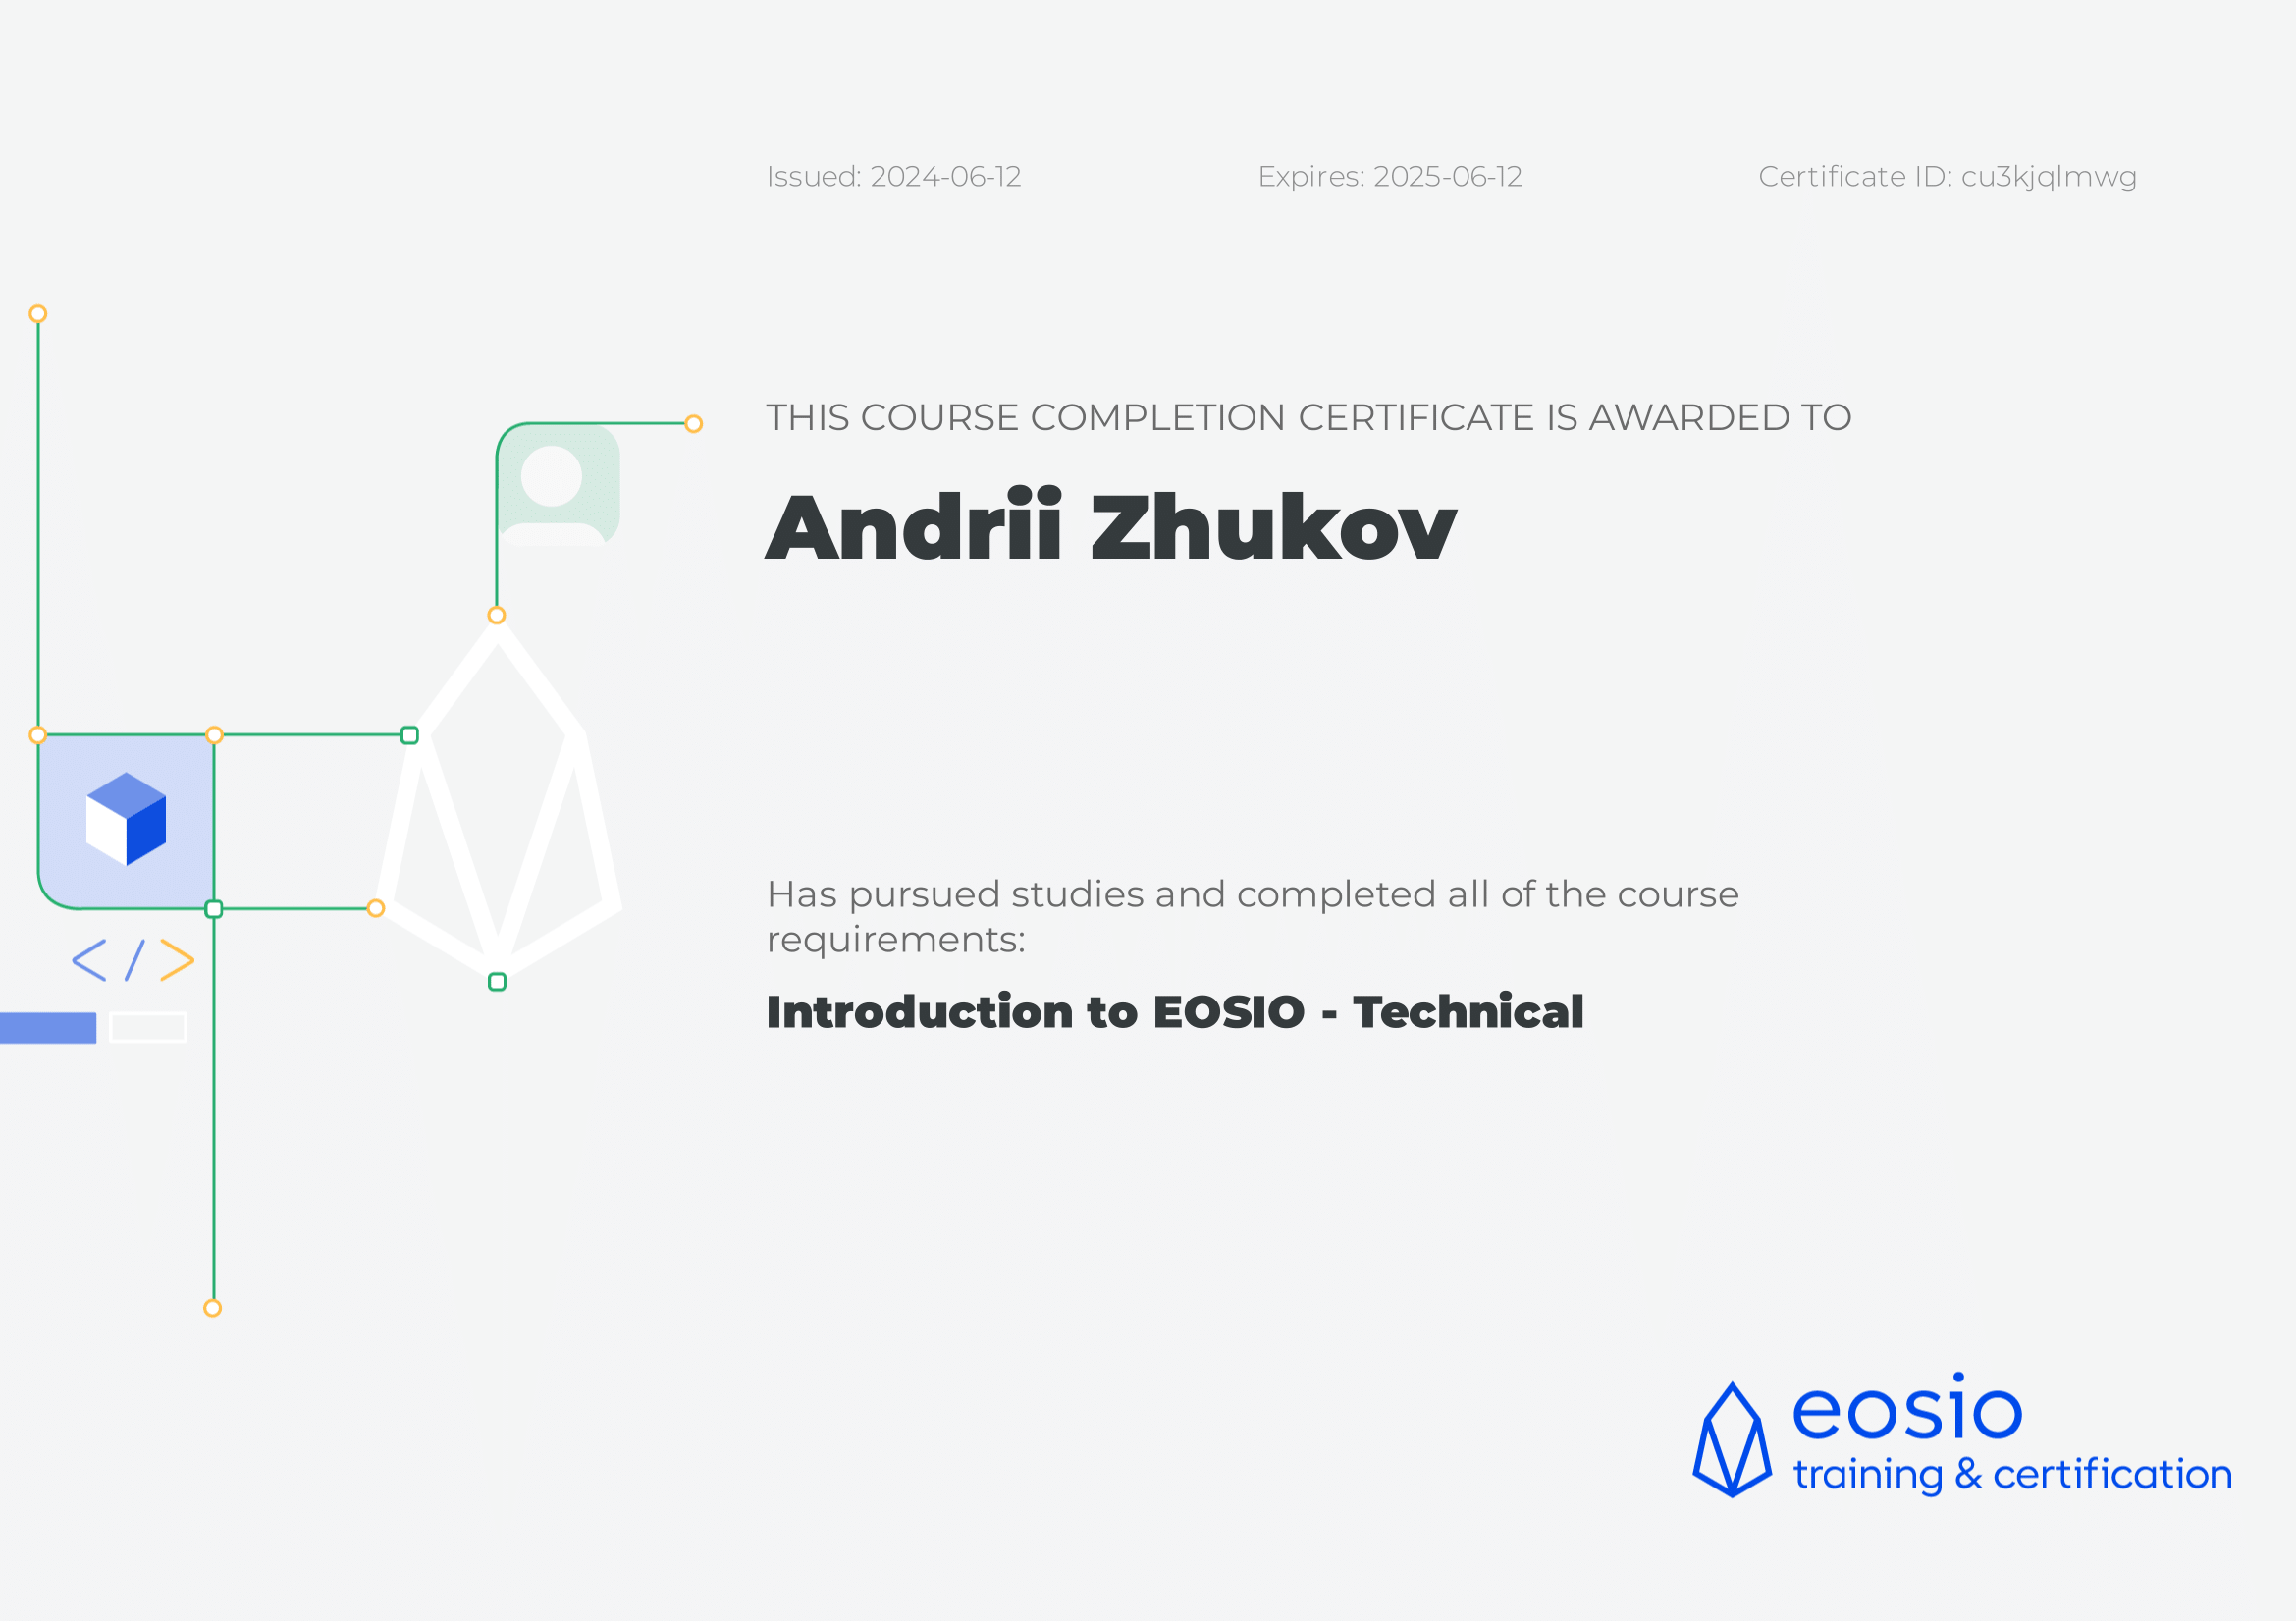 Issued: 2024-06-12
Expires: 2025-06-12
Certificate ID: cu3kjqlmwg
THIS COURSE COMPLETION CERTIFICATE IS AWARDED TO
Andrii Zhukov
Has pursued studies and completed all of the course
requirements:
Introduction to EOSIO - Technical
</>
eosio
training & certification